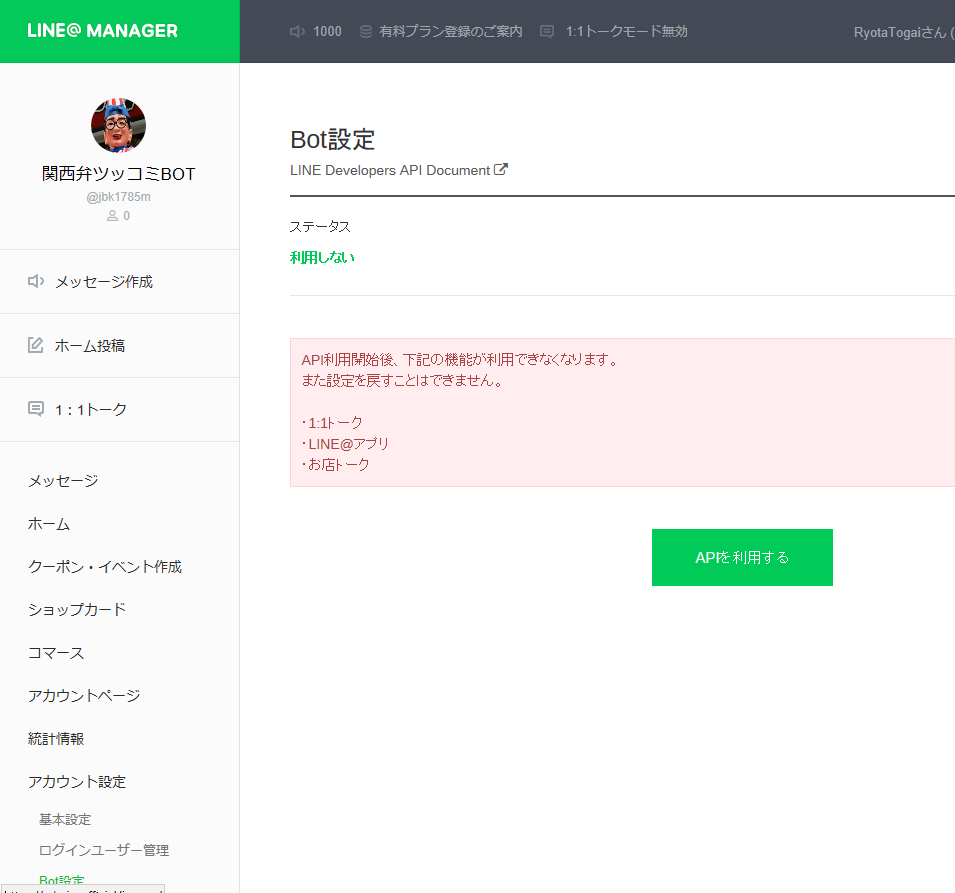 LINE@ MANAGER
1000
有料プラン登録のご案内
1:1トークモード無効
RyotaTogaiさん (
関西弁ツッコミBOT
@jbk1785m
0
メッセージ作成
ホーム投稿
1：1トーク
メッセージ
ホーム
クーポン・イベント作成
ショップカード
コマース
アカウントページ
統計情報
アカウント設定
基本設定
ログインユーザー管理
Bot設定
Bot設定
LINE Developers API Document
ステータス
利用しない
API利用開始後、下記の機能が利用できなくなります。
また設定を戻すことはできません。
・1:1トーク
・LINE@アプリ
・お店トーク
APIを利用する